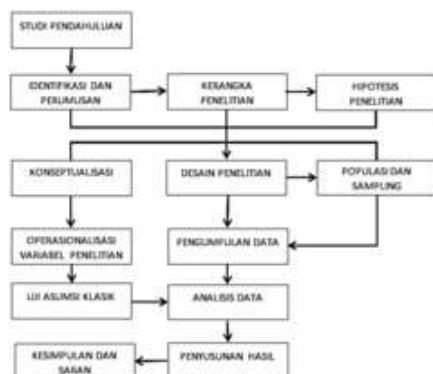 STUDI PENDAHULUAN
IDENTIFIKASI DAN
PERUMUSAN
KERANGKA
PENELITIAN
HIPOTESIS
PENELITIAN
KONSEPTUALISASI
DESAIN PENELITIAN
POPULASI DAN
SAMPLING
OPERASIONALISASI
VARIABEL PENELITIAN
PENGUMPULAN DATA
UJI ASUMSI KLASIK
ANALISIS DATA
KESIMPULAN DAN
SARAN
PENYUSUNAN HASIL